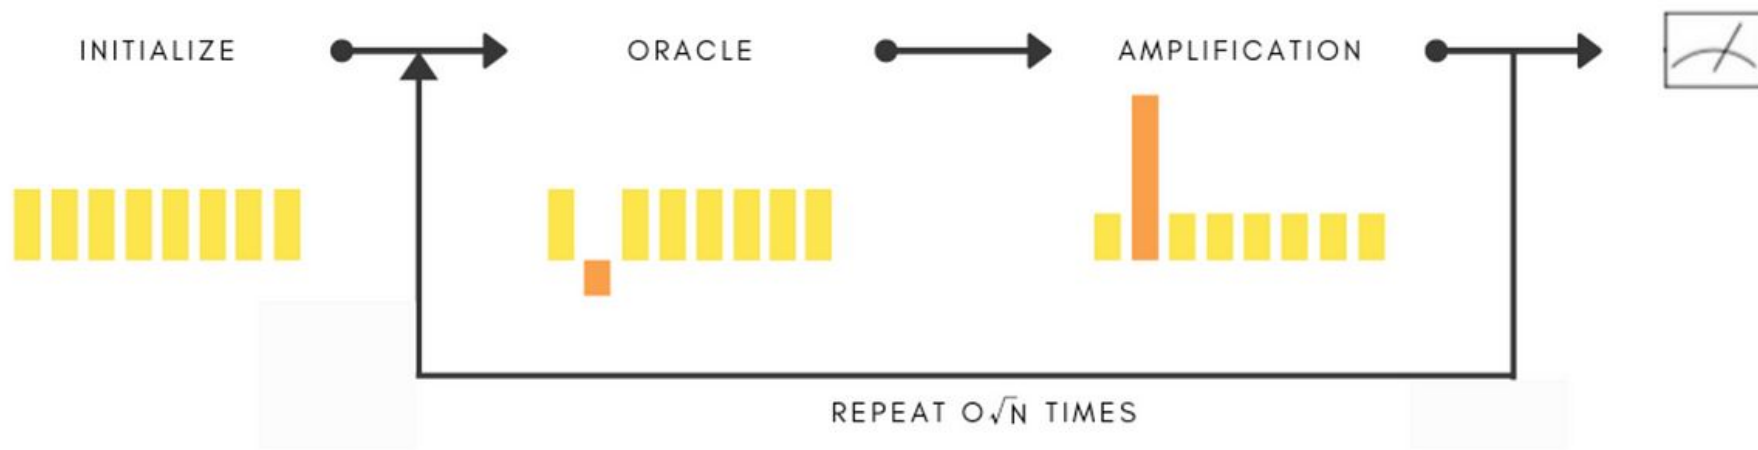 INITIALIZE
ORACLE
AMPLIFICATION
REPEAT O√N TIMES